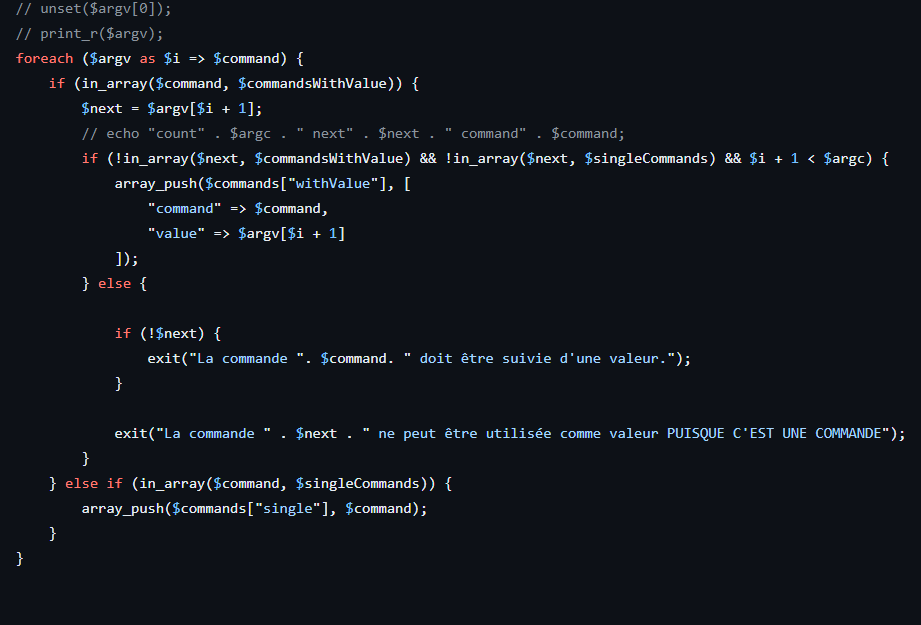 // unset($argv[0]);
// print_r($argv);
foreach ($argv as $i => $command) {
    if (in_array($command, $commandsWithValue)) {
        $next = $argv[$i + 1];
        // echo "count" . $argc . " next" . $next . " command" . $command;
        if (!in_array($next, $commandsWithValue) && !in_array($next, $singleCommands) && $i + 1 < $argc) {
            array_push($commands["withValue"], [
                "command" => $command,
                "value" => $argv[$i + 1]
            ]);
        } else {
            if (!$next) {
                exit("La commande ". $command. " doit être suivie d'une valeur.");
            }
            exit("La commande " . $next . " ne peut être utilisée comme valeur PUISQUE C'EST UNE COMMANDE");
        }
    } else if (in_array($command, $singleCommands)) {
        array_push($commands["single"], $command);
    }
}